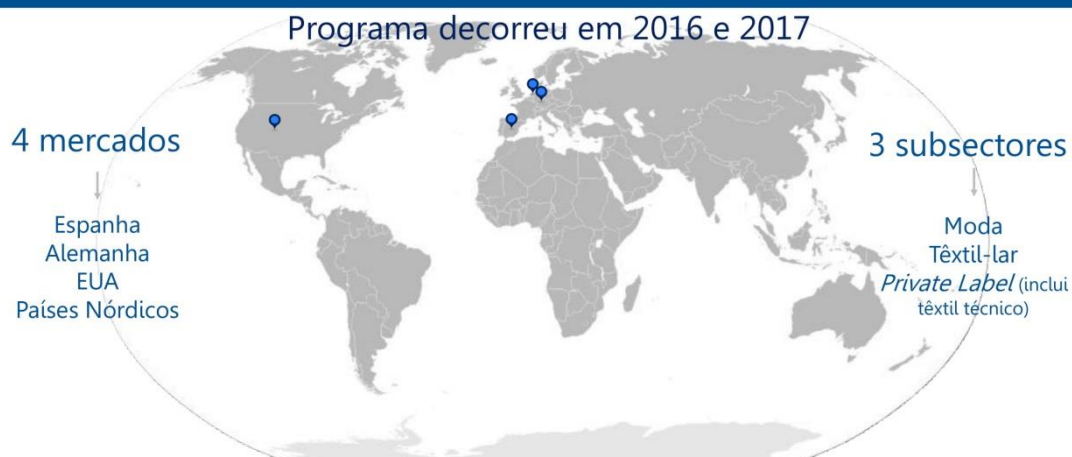 Programa decorreu em 2016 e 2017
4 mercados
Espanha
Alemanha
EUA
Países Nórdicos
3 subsectores
Moda
Têxtil-lar
Private Label (inclui
têxtil técnico)